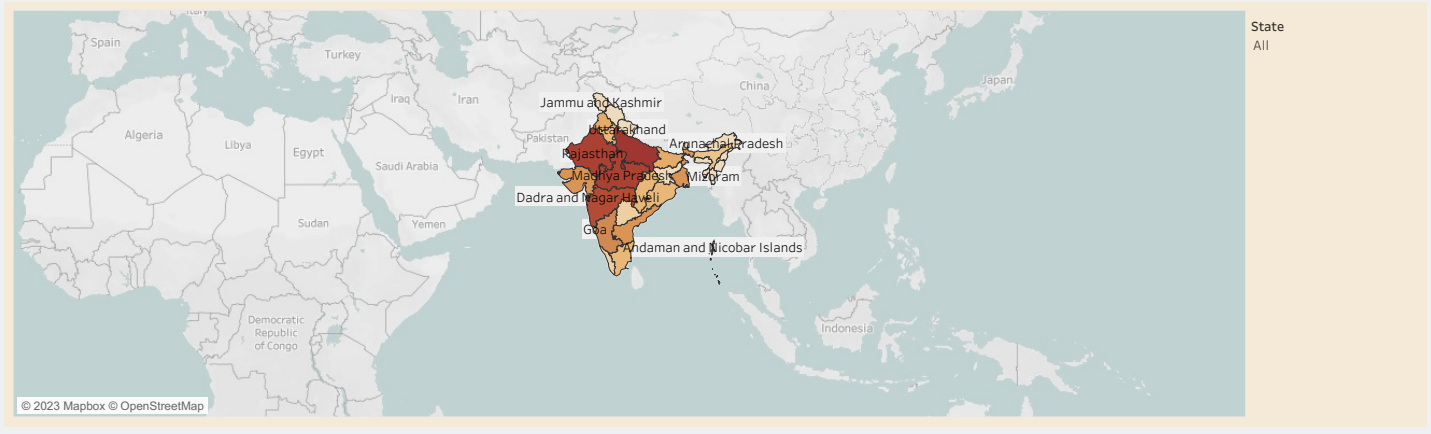 Italy
Spain
Turkey
Japan
China
Iraq
Iran
Jammu and Kashmir
Uttarakhand
Algeria
Libya
Egypt
Pakistan
Arunachal Pradesh
Rajasthan
Saudi Arabia
Madhya Pradesh
Mizoram
Dadra and Nagar Haveli
Sudan
Yemen
Goa
Andaman and Nicobar Islands
Democratic
Republic
of Congo
Indonesia
© 2023 Mapbox © OpenStreetMap
State
All